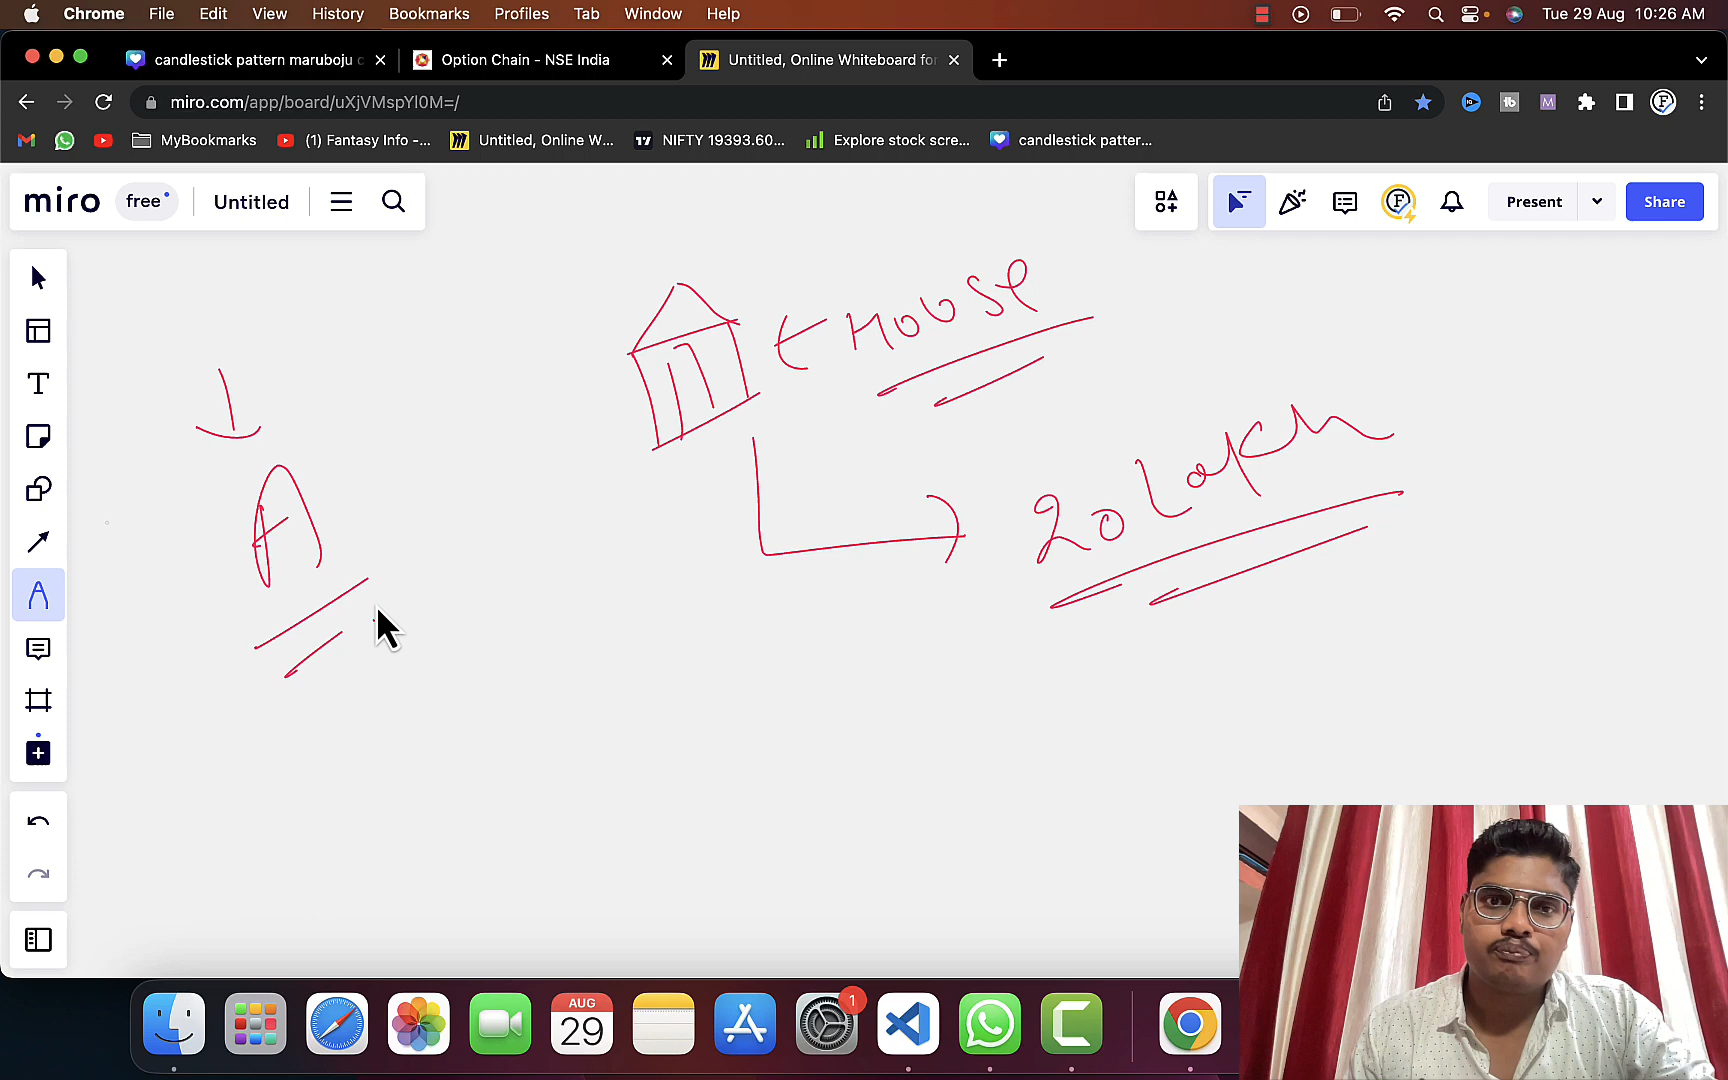 Chrome File Edit View History Bookmarks Profiles Tab Window Help Tue 29 Aug 10:26 AM
candlestick pattern maruboju c Option Chain - NSE India Untitled, Online Whiteboard for
miro.com/app/board/uXjVMspYl0M=/
MyBookmarks (1) Fantasy Info -... Untitled, Online W... NIFTY 19393.60... Explore stock scre... candlestick patter...
miro free Untitled Present Share
House
20 Lakh
A
AUG
29
1